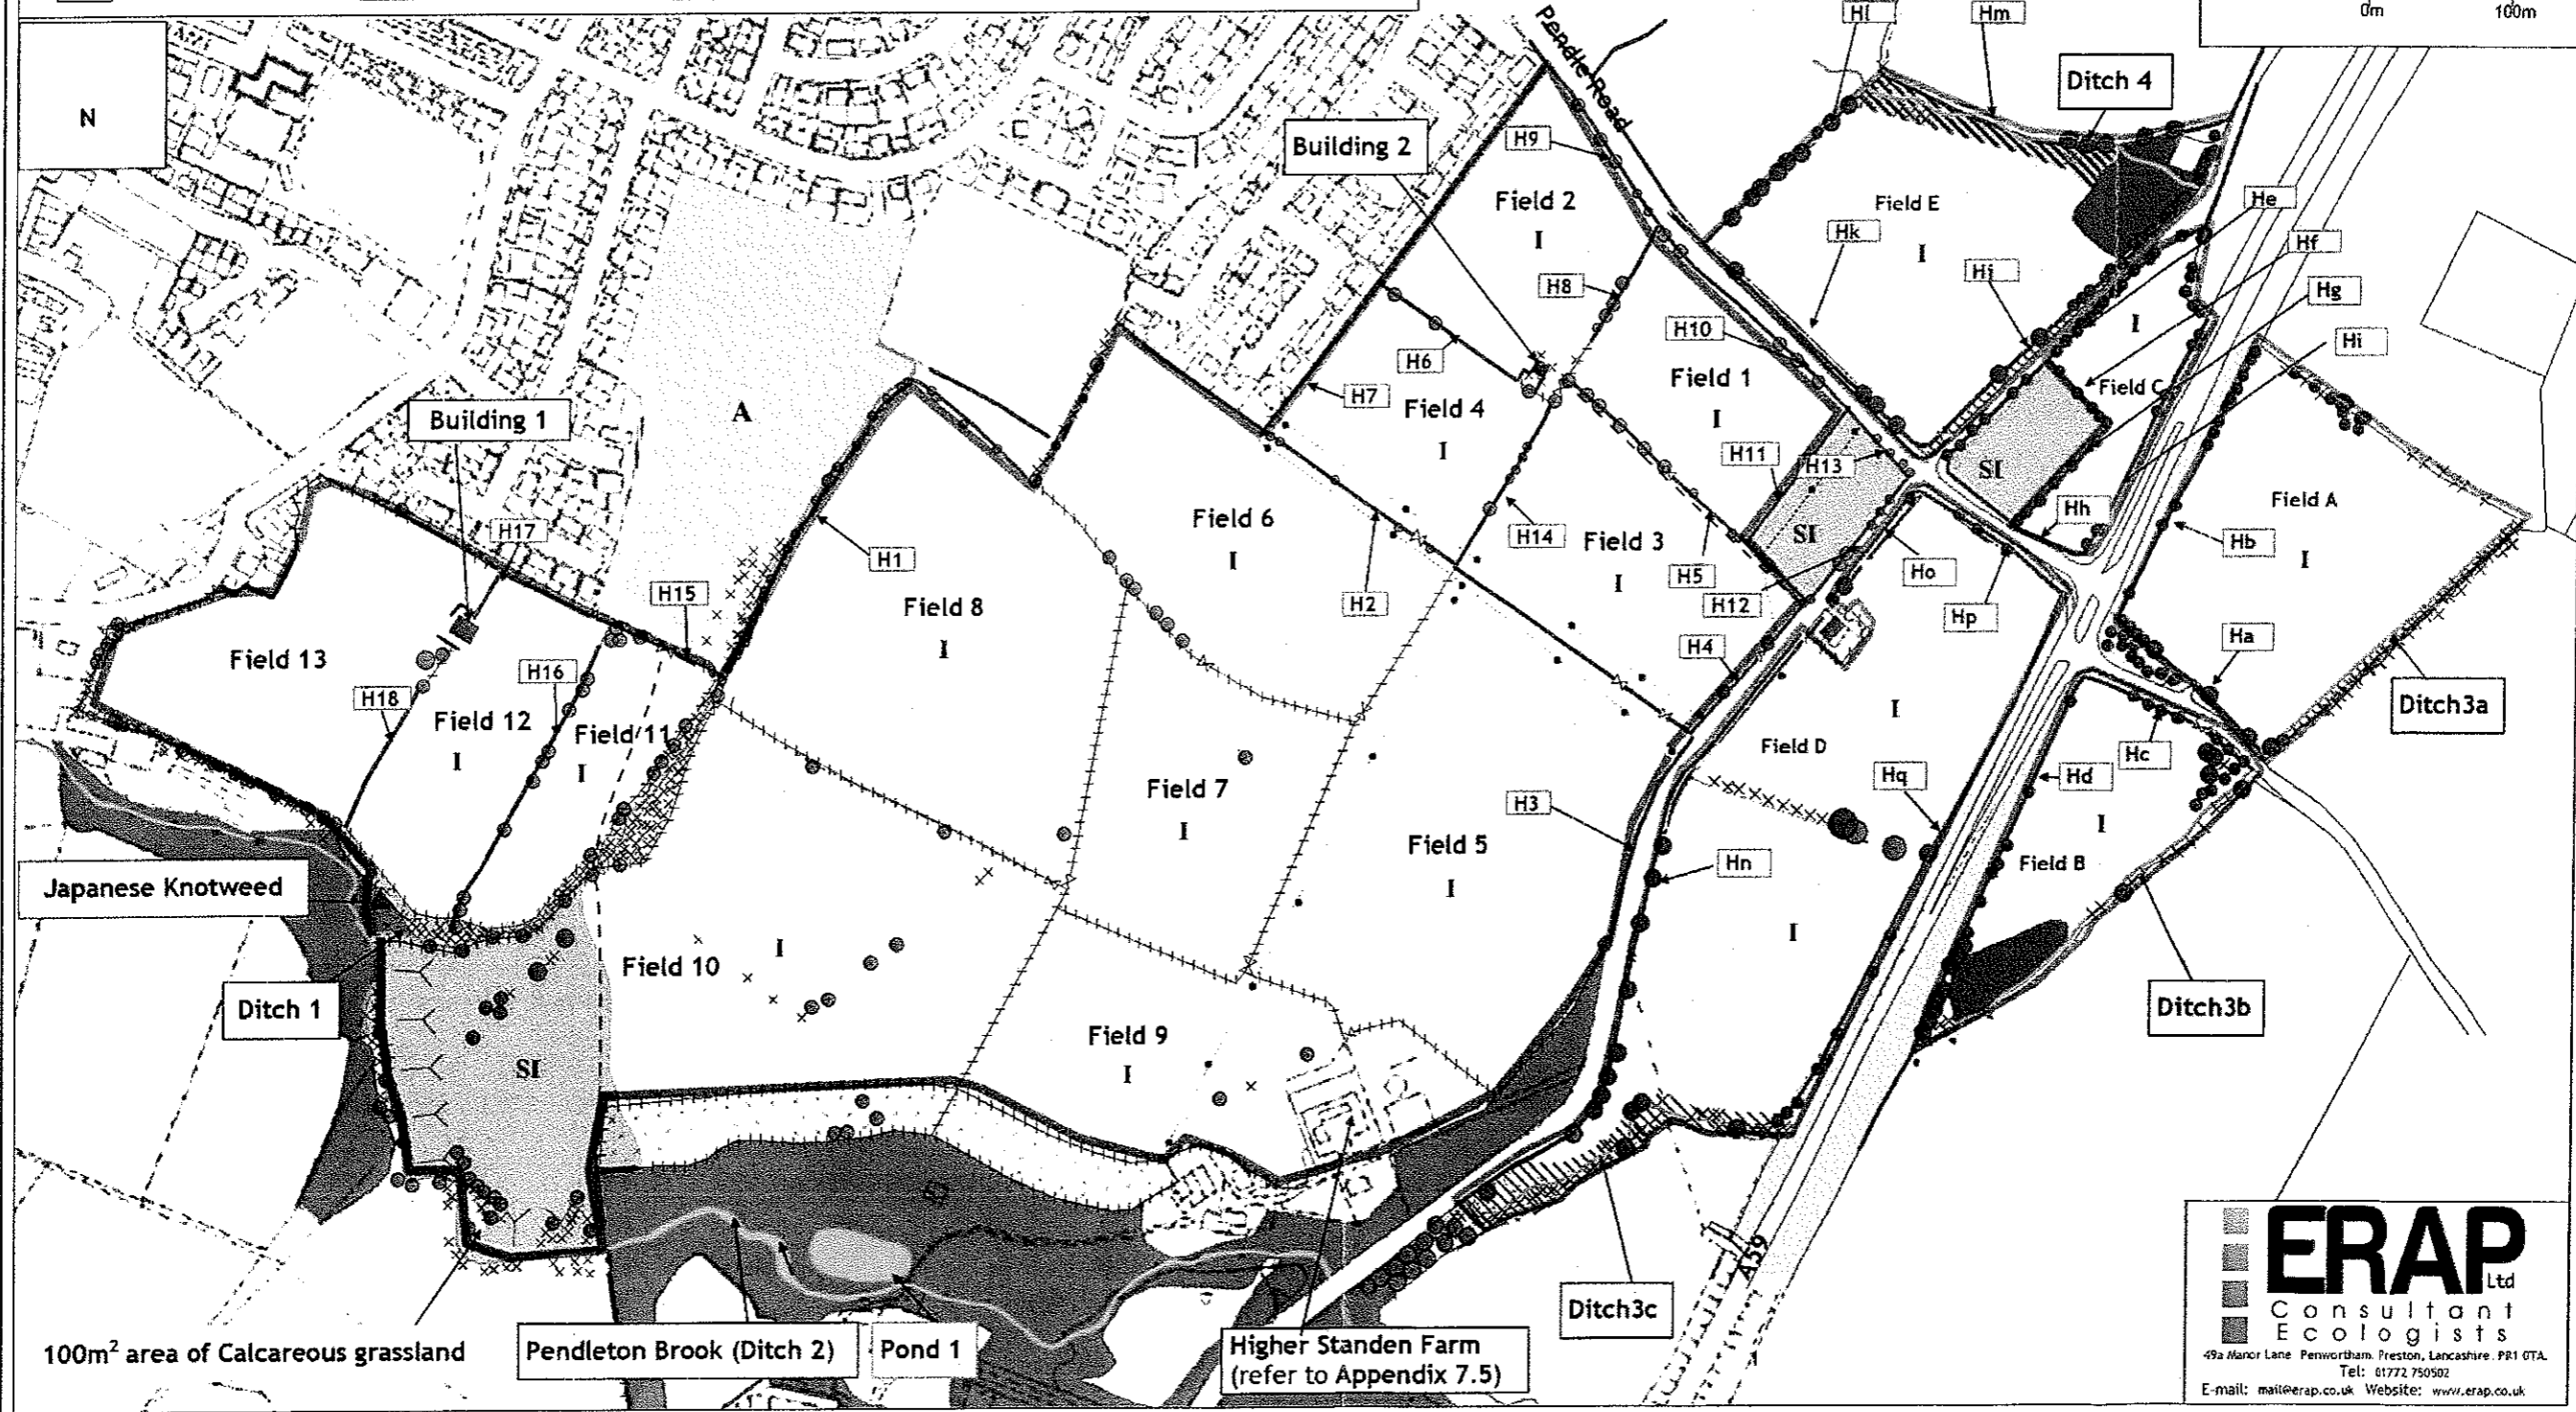 0m 100m
N
Pendle Road
Hl
Hm
Ditch 4
Building 2
H9
Field 2
I
Field E
I
He
Hk
Hj
Hf
Hg
Hi
H8
H10
I
H6
Field 1
I
H7
Field 4
I
Field C
A
Building 1
H11
H13
SI
SI
Field A
I
H17
H1
Field 6
I
H2
H14
Field 3
I
H5
SI
H12
Ho
Hp
Hh
Hb
H15
Field 8
I
Field 13
H18
H16
Field 12
I
Field 11
I
H4
Ha
Ditch3a
I
Field D
Hc
Hd
Hq
I
Field B
Field 7
I
H3
Field 5
I
Hn
I
Japanese Knotweed
Field 10
I
Ditch 1
SI
Field 9
I
Ditch3b
Ditch3c
A59
100m² area of Calcareous grassland
Pendleton Brook (Ditch 2)
Pond 1
Higher Standen Farm
(refer to Appendix 7.5)
ERAP
Ltd
Consultant
Ecologists
49a Manor Lane Penwortham, Preston, Lancashire. PR1 0TA.
Tel: 01772 750502
E-mail: mail@erap.co.uk Website: www.erap.co.uk